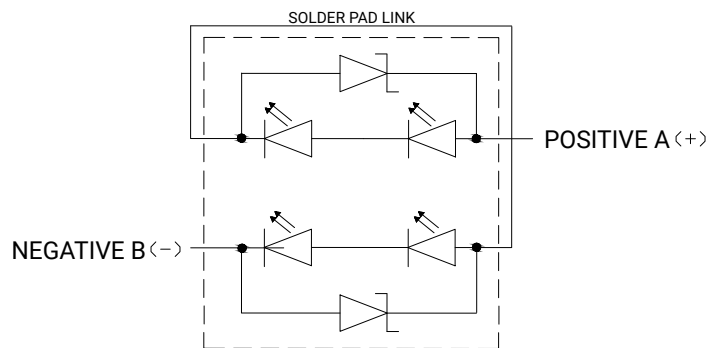 SOLDER PAD LINK
POSITIVE A（+）
NEGATIVE B（−）